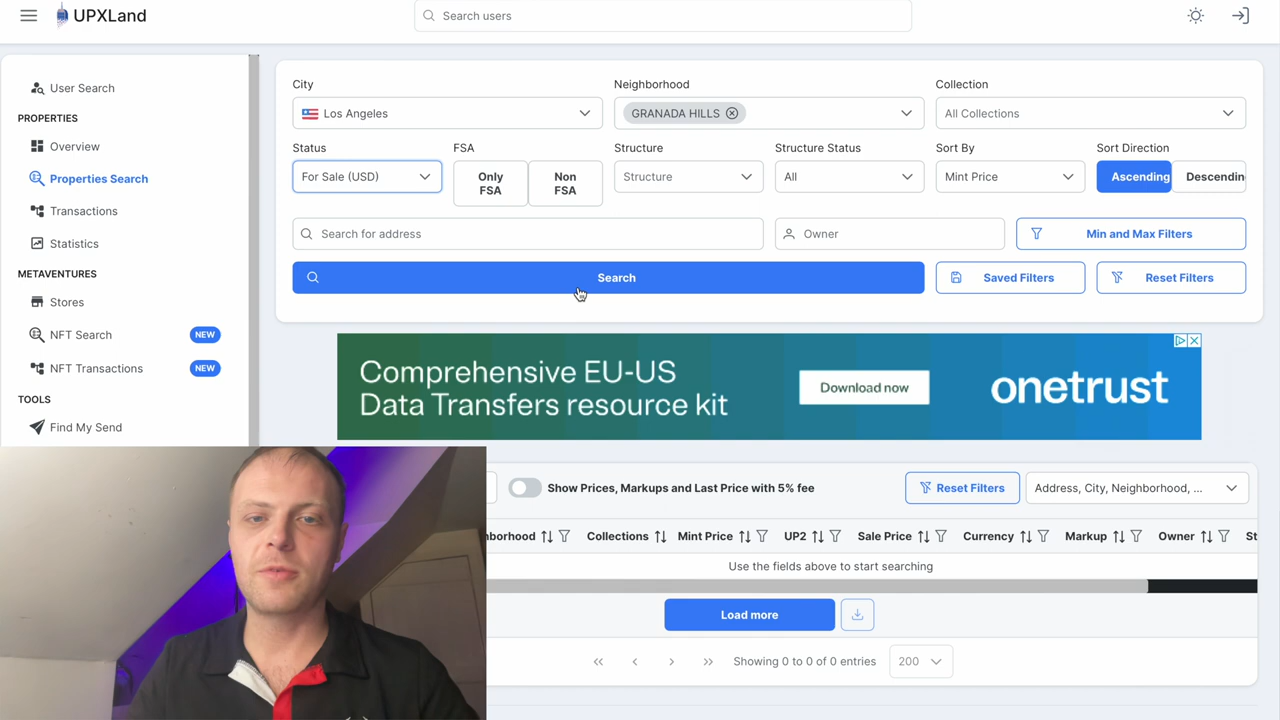 UPXLand
Search users
User Search
PROPERTIES
Overview
Properties Search
Transactions
Statistics
METAVENTURES
Stores
NFT Search NEW
NFT Transactions NEW
TOOLS
Find My Send
City Neighborhood Collection
Los Angeles GRANADA HILLS All Collections
Status FSA Structure Structure Status Sort By Sort Direction
For Sale (USD) Only FSA Non FSA Structure All Mint Price Ascending Descendin
Search for address Owner Min and Max Filters
Search Saved Filters Reset Filters
Comprehensive EU-US
Data Transfers resource kit
Download now
onetrust
Show Prices, Markups and Last Price with 5% fee Reset Filters Address, City, Neighborhood, ...
borhood Collections Mint Price UP2 Sale Price Currency Markup Owner St
Use the fields above to start searching
Load more
Showing 0 to 0 of 0 entries 200